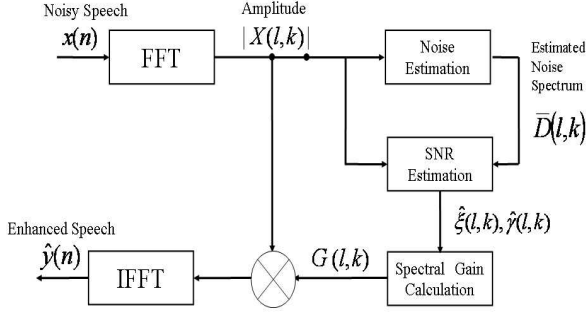 Noisy Speech
x(n)
FFT
Amplitude
|X(l,k)|
Noise
Estimation
Estimated
Noise
Spectrum
D̅(l,k)
SNR
Estimation
ξ̂(l,k), γ̂(l,k)
Enhanced Speech
ŷ(n)
IFFT
G(l,k)
Spectral Gain
Calculation